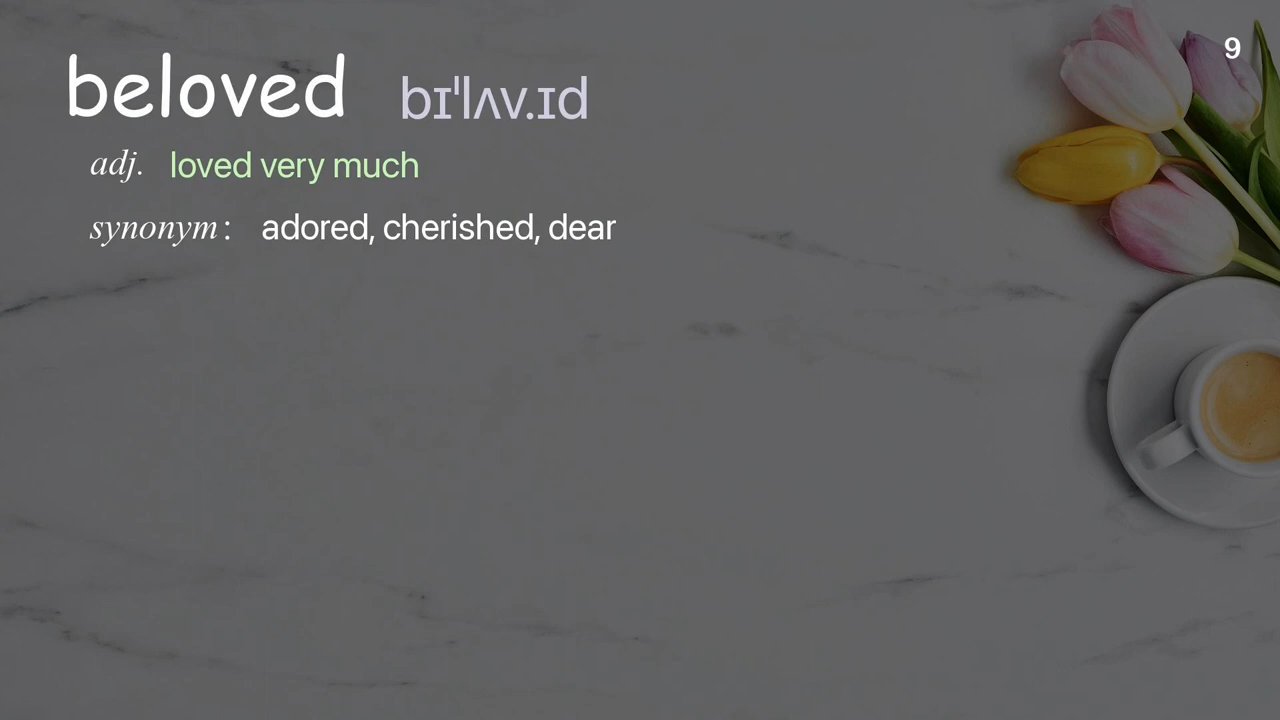 beloved bɪˈlʌv.ɪd
9
adj. loved very much
synonym: adored, cherished, dear